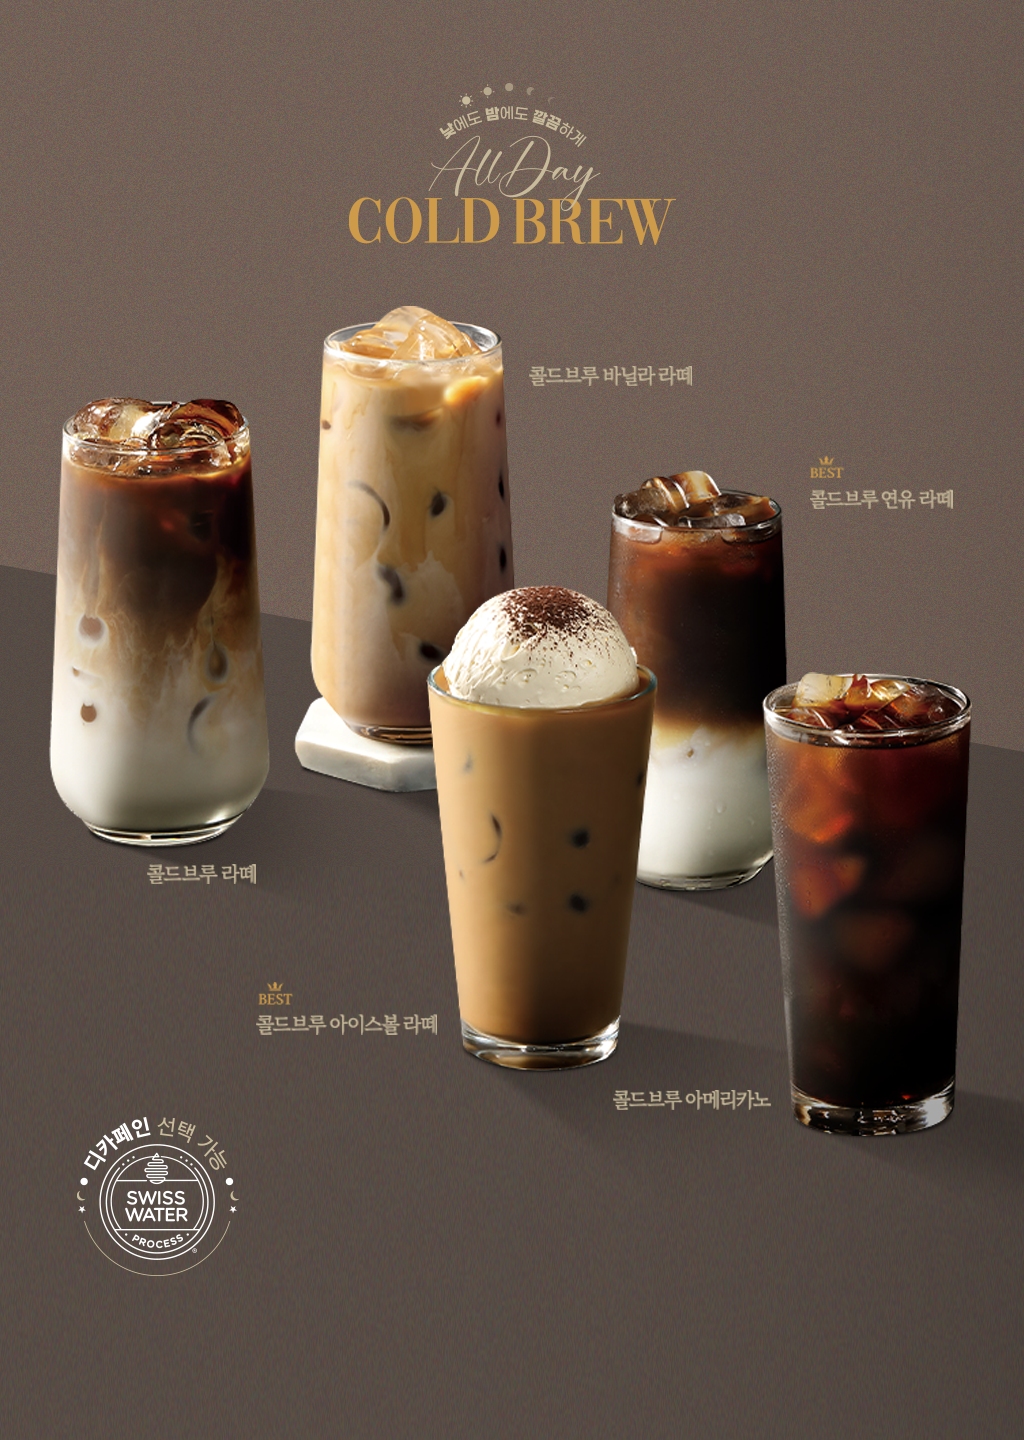 낮에도 밤에도 깔끔하게
All Day
COLD BREW
콜드브루 바닐라 라떼
BEST
콜드브루 연유 라떼
콜드브루 라떼
BEST
콜드브루 아이스볼 라떼
콜드브루 아메리카노
디카페인 선택 가능
SWISS
WATER
PROCESS
®